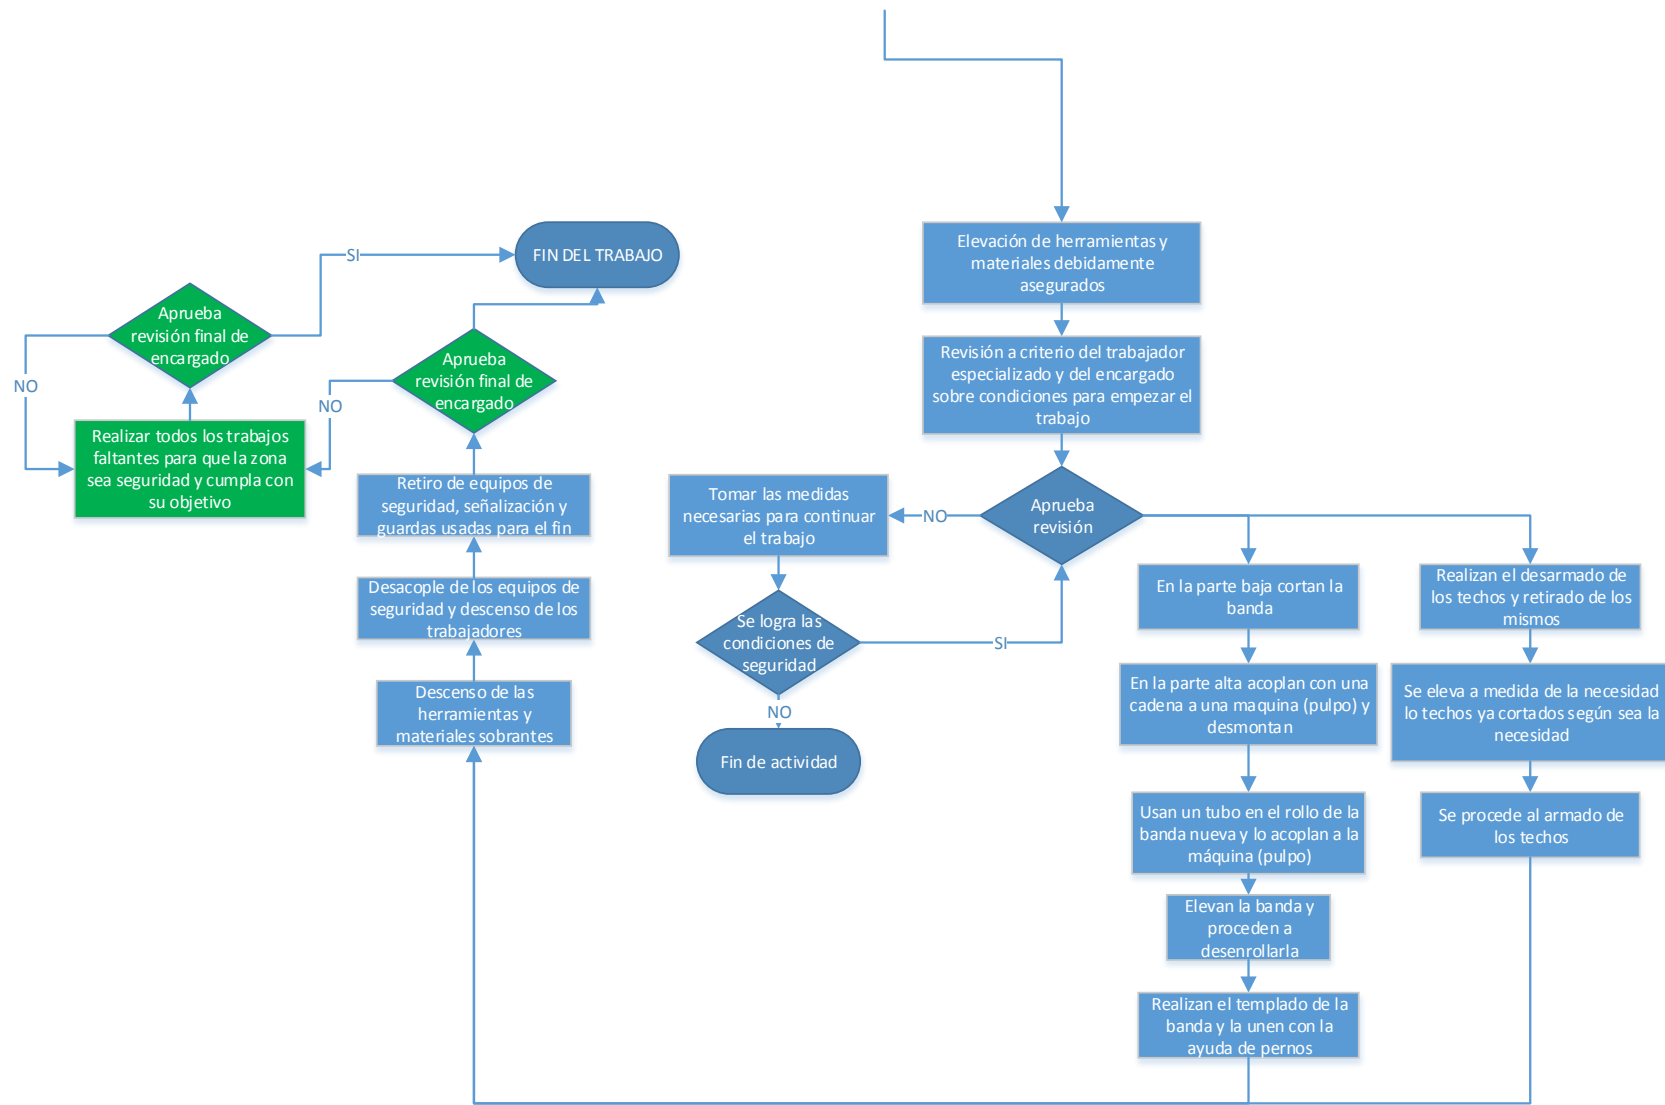 Elevación de herramientas y
materiales debidamente
asegurados
Revisión a criterio del trabajador
especializado y del encargado
sobre condiciones para empezar el
trabajo
Aprueba
revisión
NO
Tomar las medidas
necesarias para continuar
el trabajo
Se logra las
condiciones de
seguridad
SI
NO
Fin de actividad
En la parte baja cortan la
banda
En la parte alta acoplan con una
cadena a una maquina (pulpo) y
desmontan
Usan un tubo en el rollo de la
banda nueva y lo acoplan a la
máquina (pulpo)
Elevan la banda y
proceden a
desenrollarla
Realizan el templado de la
banda y la unen con la
ayuda de pernos
Realizan el desarmado de
los techos y retirado de los
mismos
Se eleva a medida de la necesidad
lo techos ya cortados según sea la
necesidad
Se procede al armado de
los techos
Descenso de las
herramientas y
materiales sobrantes
Desacople de los equipos de
seguridad y descenso de los
trabajadores
Retiro de equipos de
seguridad, señalización y
guardas usadas para el fin
Aprueba
revisión final de
encargado
NO
Realizar todos los trabajos
faltantes para que la zona
sea seguridad y cumpla con
su objetivo
Aprueba
revisión final de
encargado
NO
SI
FIN DEL TRABAJO